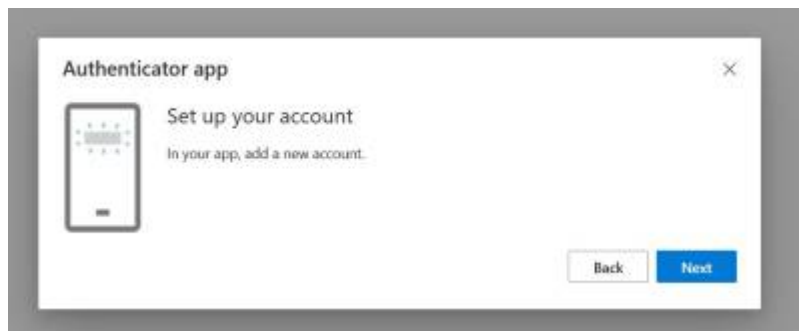 Authenticator app
Set up your account
In your app, add a new account.
Back
Next